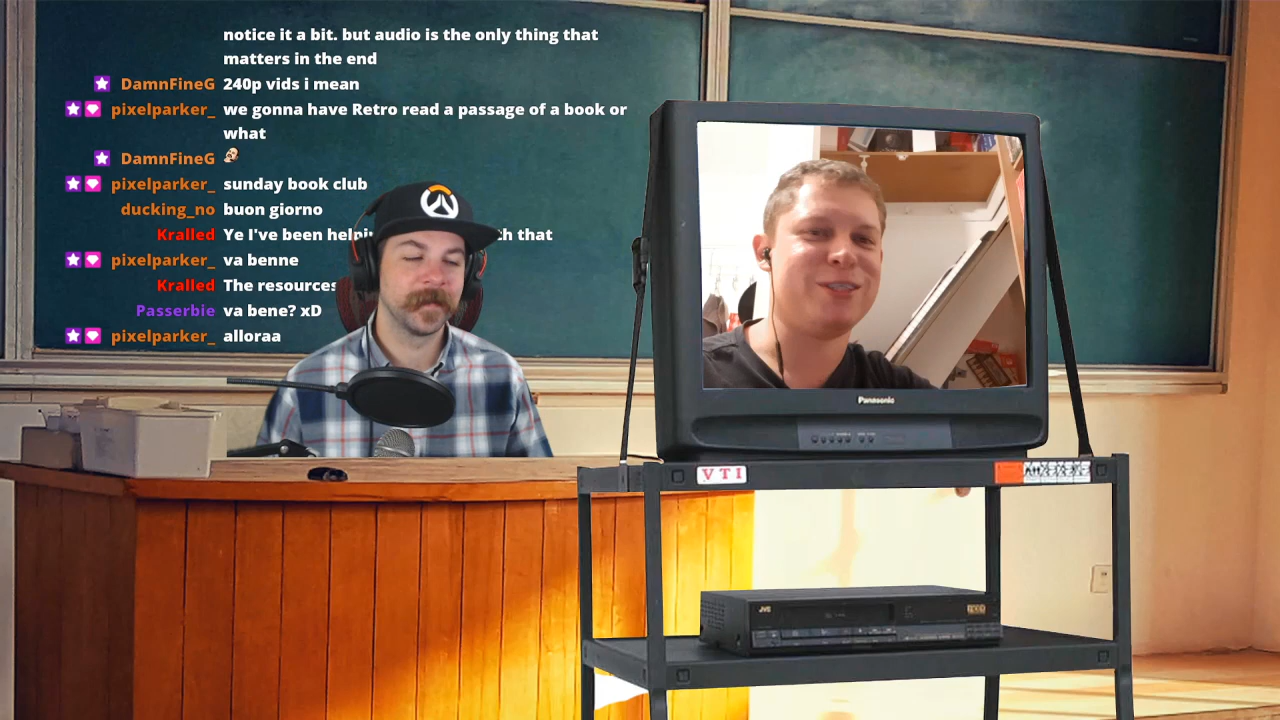 notice it a bit. but audio is the only thing that
matters in the end
DamnFineG 240p vids i mean
pixelparker_ we gonna have Retro read a passage of a book or
what
DamnFineG
pixelparker_ sunday book club
ducking_no buon giorno
Kralled Ye I've been that
pixelparker_ va benne
Kralled The resources
Passerbie va bene? xD
pixelparker_ alloraa
Panasonic
VTI
JVC